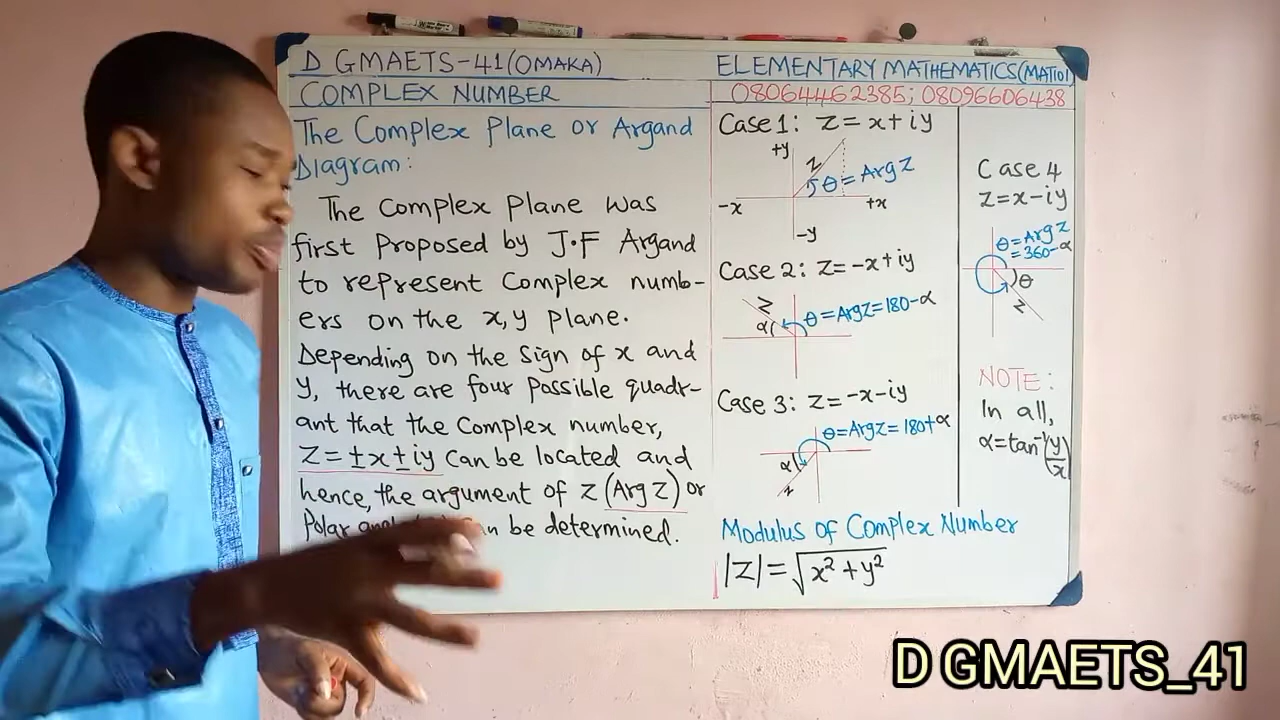 D GMAETS-41(OMAKA)
COMPLEX NUMBER
The Complex Plane or Argand
Diagram:
The Complex Plane was
first Proposed by J.F Argand
to represent Complex numb-
ers on the x,y Plane.
Depending on the Sign of x and
y, there are four Possible quadr-
ant that the Complex number,
Z=±x±iy Can be located and
hence, the argument of z (Arg Z) or
Polar can be determined.
ELEMENTARY MATHEMATICS(MAT101
08064462385; 08096606438
Case 1: Z=x+iy
+y
Z
θ=Arg Z
-x
+x
-y
Case 2: Z=-x+iy
Z
α
θ=Arg Z=180-α
Case 3: Z=-x-iy
θ=Arg Z=180+α
α
z
Modulus of Complex Number
|Z|=√x²+y²
Case 4
Z=x-iy
θ=Arg Z
=360-α
θ
Z
NOTE:
In all,
α=tan⁻¹(y/x)
D GMAETS_41